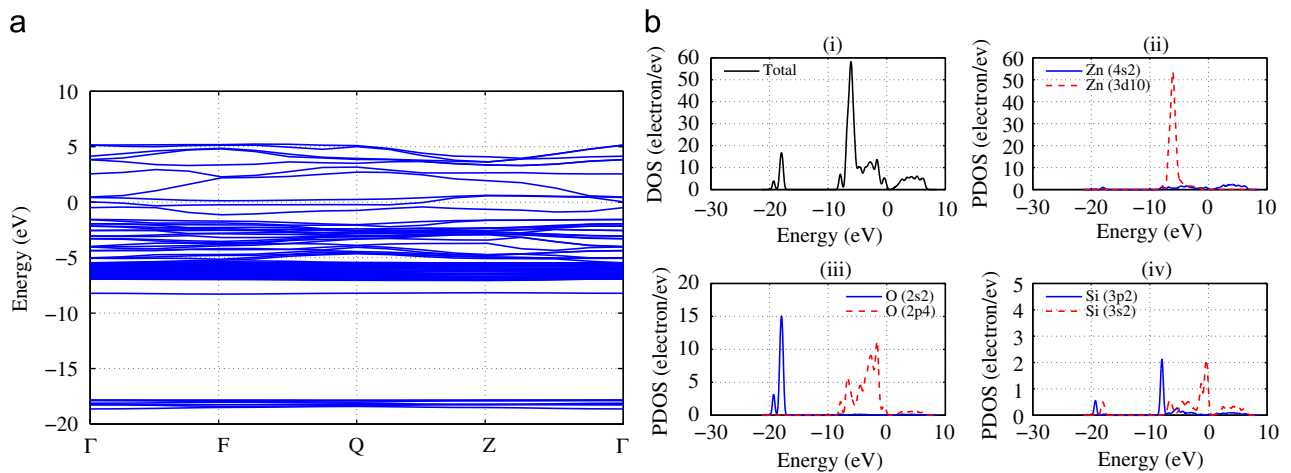 a
10
5
0
−5
−10
−15
−20
Energy (eV)
Γ F Q Z Γ
b
(i)
60
50
40
30
20
10
0
DOS (electron/ev)
Total
−30 −20 −10 0 10
Energy (eV)
(ii)
60
50
40
30
20
10
0
PDOS (electron/ev)
Zn (4s2)
Zn (3d10)
−30 −20 −10 0 10
Energy (eV)
(iii)
20
15
10
5
0
PDOS (electron/ev)
O (2s2)
O (2p4)
−30 −20 −10 0 10
Energy (eV)
(iv)
5
4
3
2
1
0
PDOS (electron/ev)
Si (3p2)
Si (3s2)
−30 −20 −10 0 10
Energy (eV)